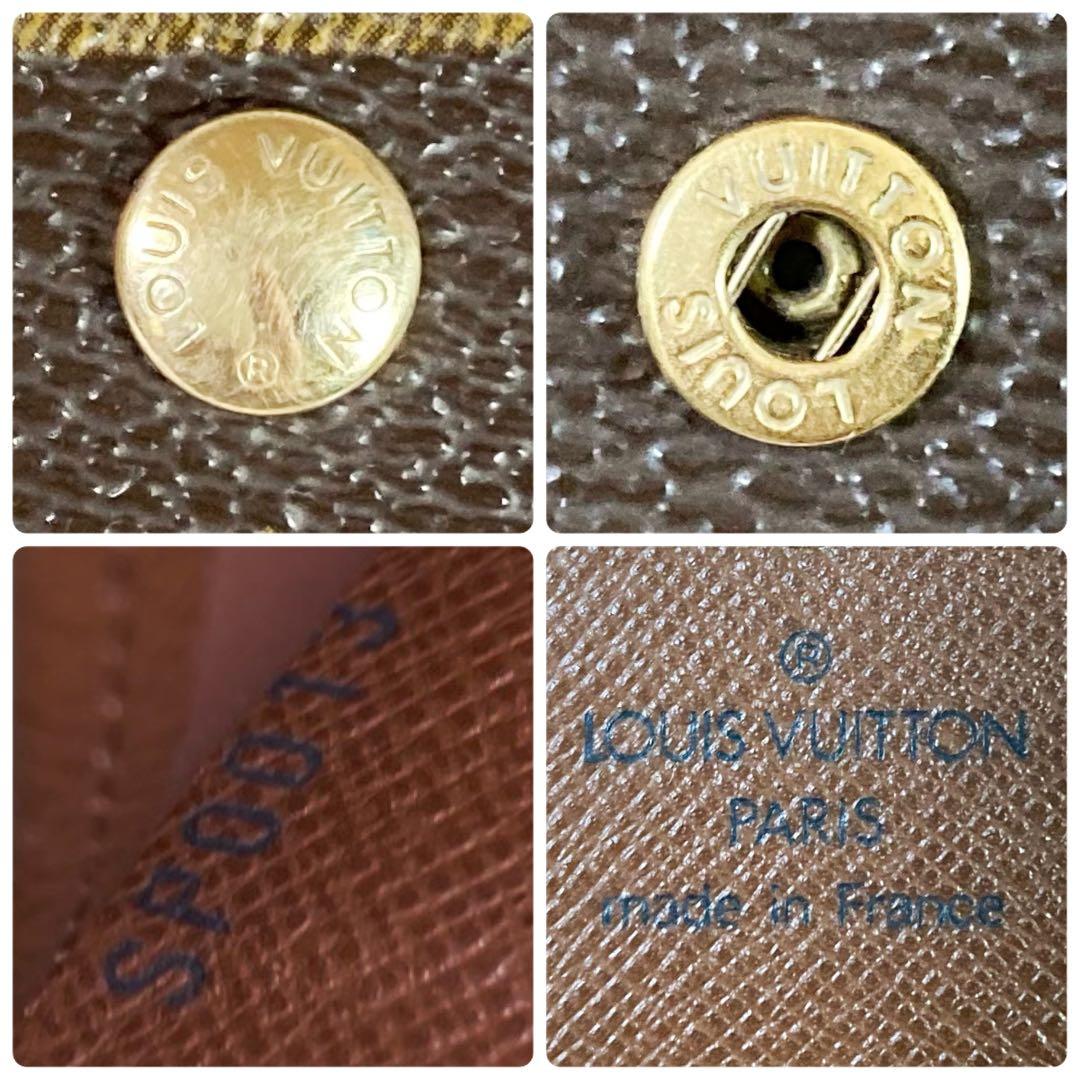 LOUIS VUITTON
®
VUITTON
LOUIS
SP0013
®
LOUIS VUITTON
PARIS
made in France